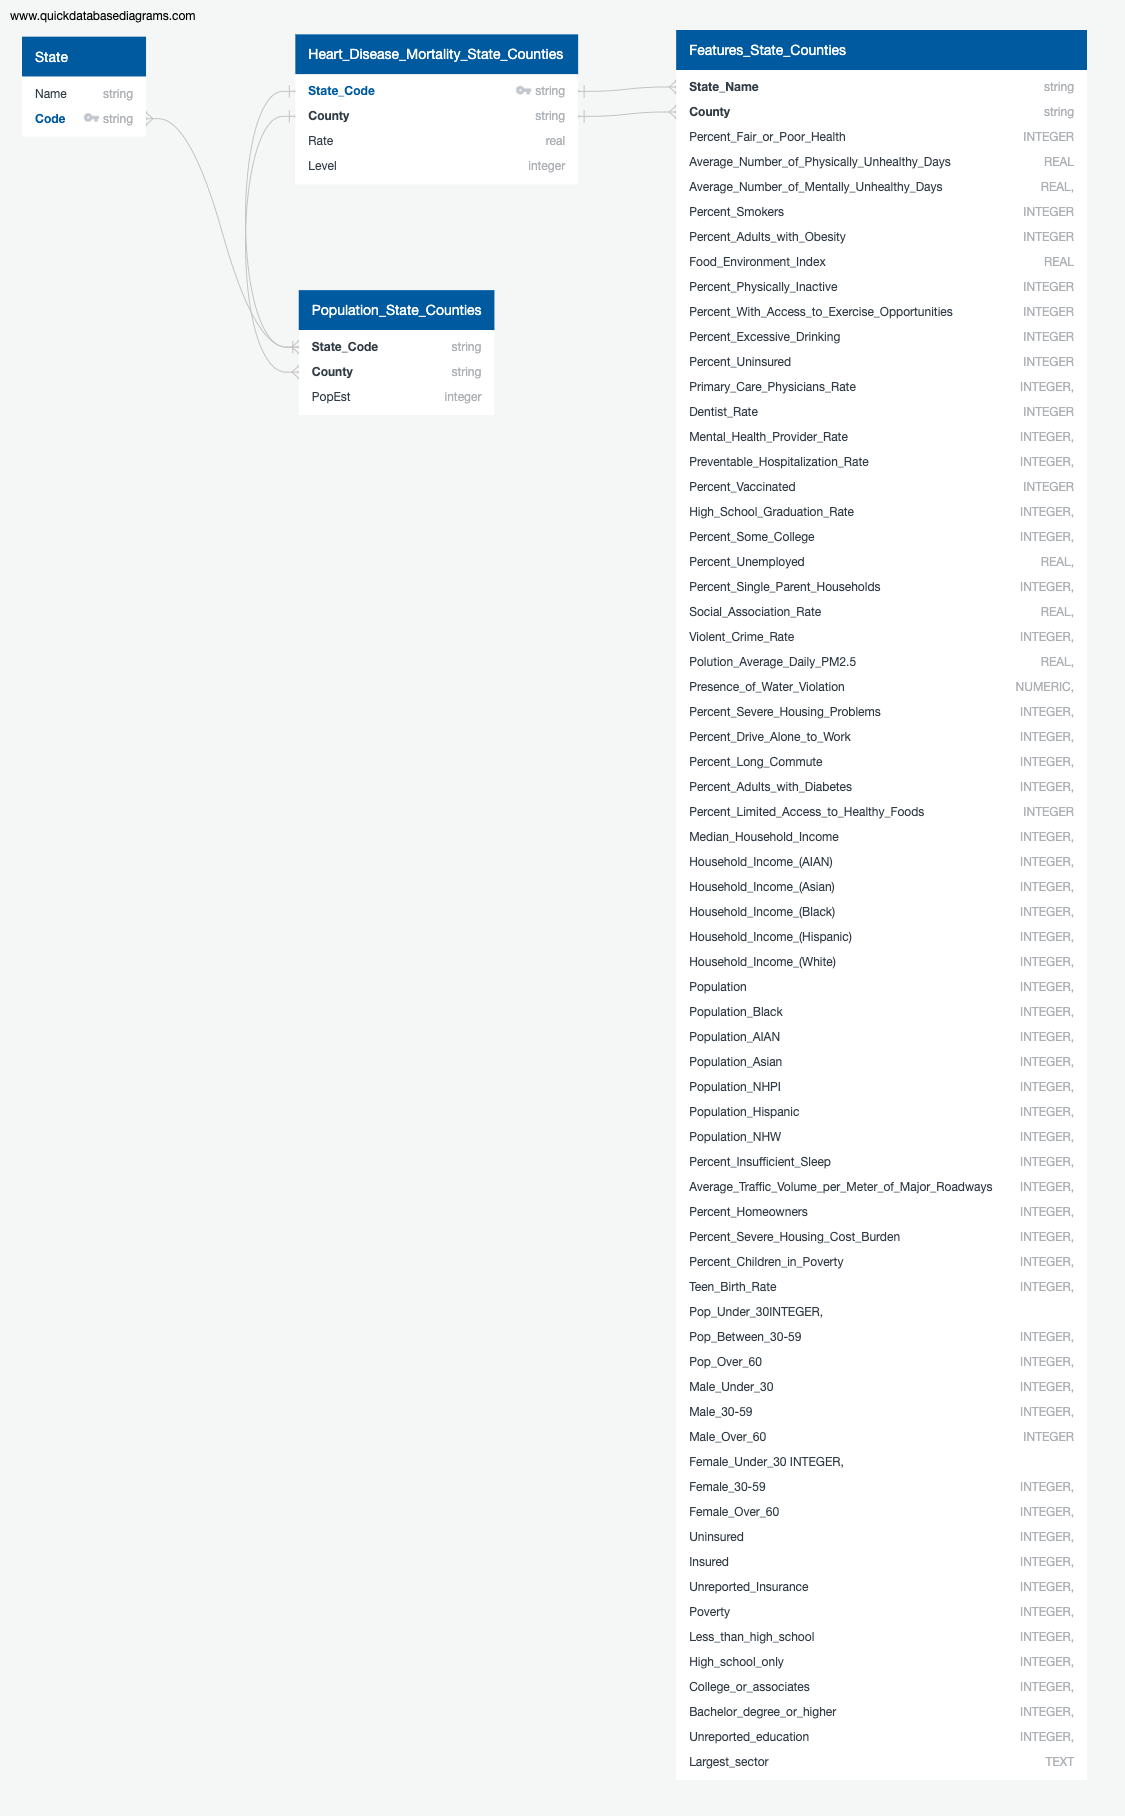 www.quickdatabasediagrams.com
State
Name string
Code string
Heart_Disease_Mortality_State_Counties
State_Code string
County string
Rate real
Level integer
Population_State_Counties
State_Code string
County string
PopEst integer
Features_State_Counties
State_Name string
County string
Percent_Fair_or_Poor_Health INTEGER
Average_Number_of_Physically_Unhealthy_Days REAL
Average_Number_of_Mentally_Unhealthy_Days REAL,
Percent_Smokers INTEGER
Percent_Adults_with_Obesity INTEGER
Food_Environment_Index REAL
Percent_Physically_Inactive INTEGER
Percent_With_Access_to_Exercise_Opportunities INTEGER
Percent_Excessive_Drinking INTEGER
Percent_Uninsured INTEGER
Primary_Care_Physicians_Rate INTEGER,
Dentist_Rate INTEGER
Mental_Health_Provider_Rate INTEGER,
Preventable_Hospitalization_Rate INTEGER,
Percent_Vaccinated INTEGER
High_School_Graduation_Rate INTEGER,
Percent_Some_College INTEGER,
Percent_Unemployed REAL,
Percent_Single_Parent_Households INTEGER,
Social_Association_Rate REAL,
Violent_Crime_Rate INTEGER,
Polution_Average_Daily_PM2.5 REAL,
Presence_of_Water_Violation NUMERIC,
Percent_Severe_Housing_Problems INTEGER,
Percent_Drive_Alone_to_Work INTEGER,
Percent_Long_Commute INTEGER,
Percent_Adults_with_Diabetes INTEGER,
Percent_Limited_Access_to_Healthy_Foods INTEGER
Median_Household_Income INTEGER,
Household_Income_(AIAN) INTEGER,
Household_Income_(Asian) INTEGER,
Household_Income_(Black) INTEGER,
Household_Income_(Hispanic) INTEGER,
Household_Income_(White) INTEGER,
Population INTEGER,
Population_Black INTEGER,
Population_AIAN INTEGER,
Population_Asian INTEGER,
Population_NHPI INTEGER,
Population_Hispanic INTEGER,
Population_NHW INTEGER,
Percent_Insufficient_Sleep INTEGER,
Average_Traffic_Volume_per_Meter_of_Major_Roadways INTEGER,
Percent_Homeowners INTEGER,
Percent_Severe_Housing_Cost_Burden INTEGER,
Percent_Children_in_Poverty INTEGER,
Teen_Birth_Rate INTEGER,
Pop_Under_30INTEGER,
Pop_Between_30-59 INTEGER,
Pop_Over_60 INTEGER,
Male_Under_30 INTEGER,
Male_30-59 INTEGER,
Male_Over_60 INTEGER
Female_Under_30 INTEGER,
Female_30-59 INTEGER,
Female_Over_60 INTEGER,
Uninsured INTEGER,
Insured INTEGER,
Unreported_Insurance INTEGER,
Poverty INTEGER,
Less_than_high_school INTEGER,
High_school_only INTEGER,
College_or_associates INTEGER,
Bachelor_degree_or_higher INTEGER,
Unreported_education INTEGER,
Largest_sector TEXT